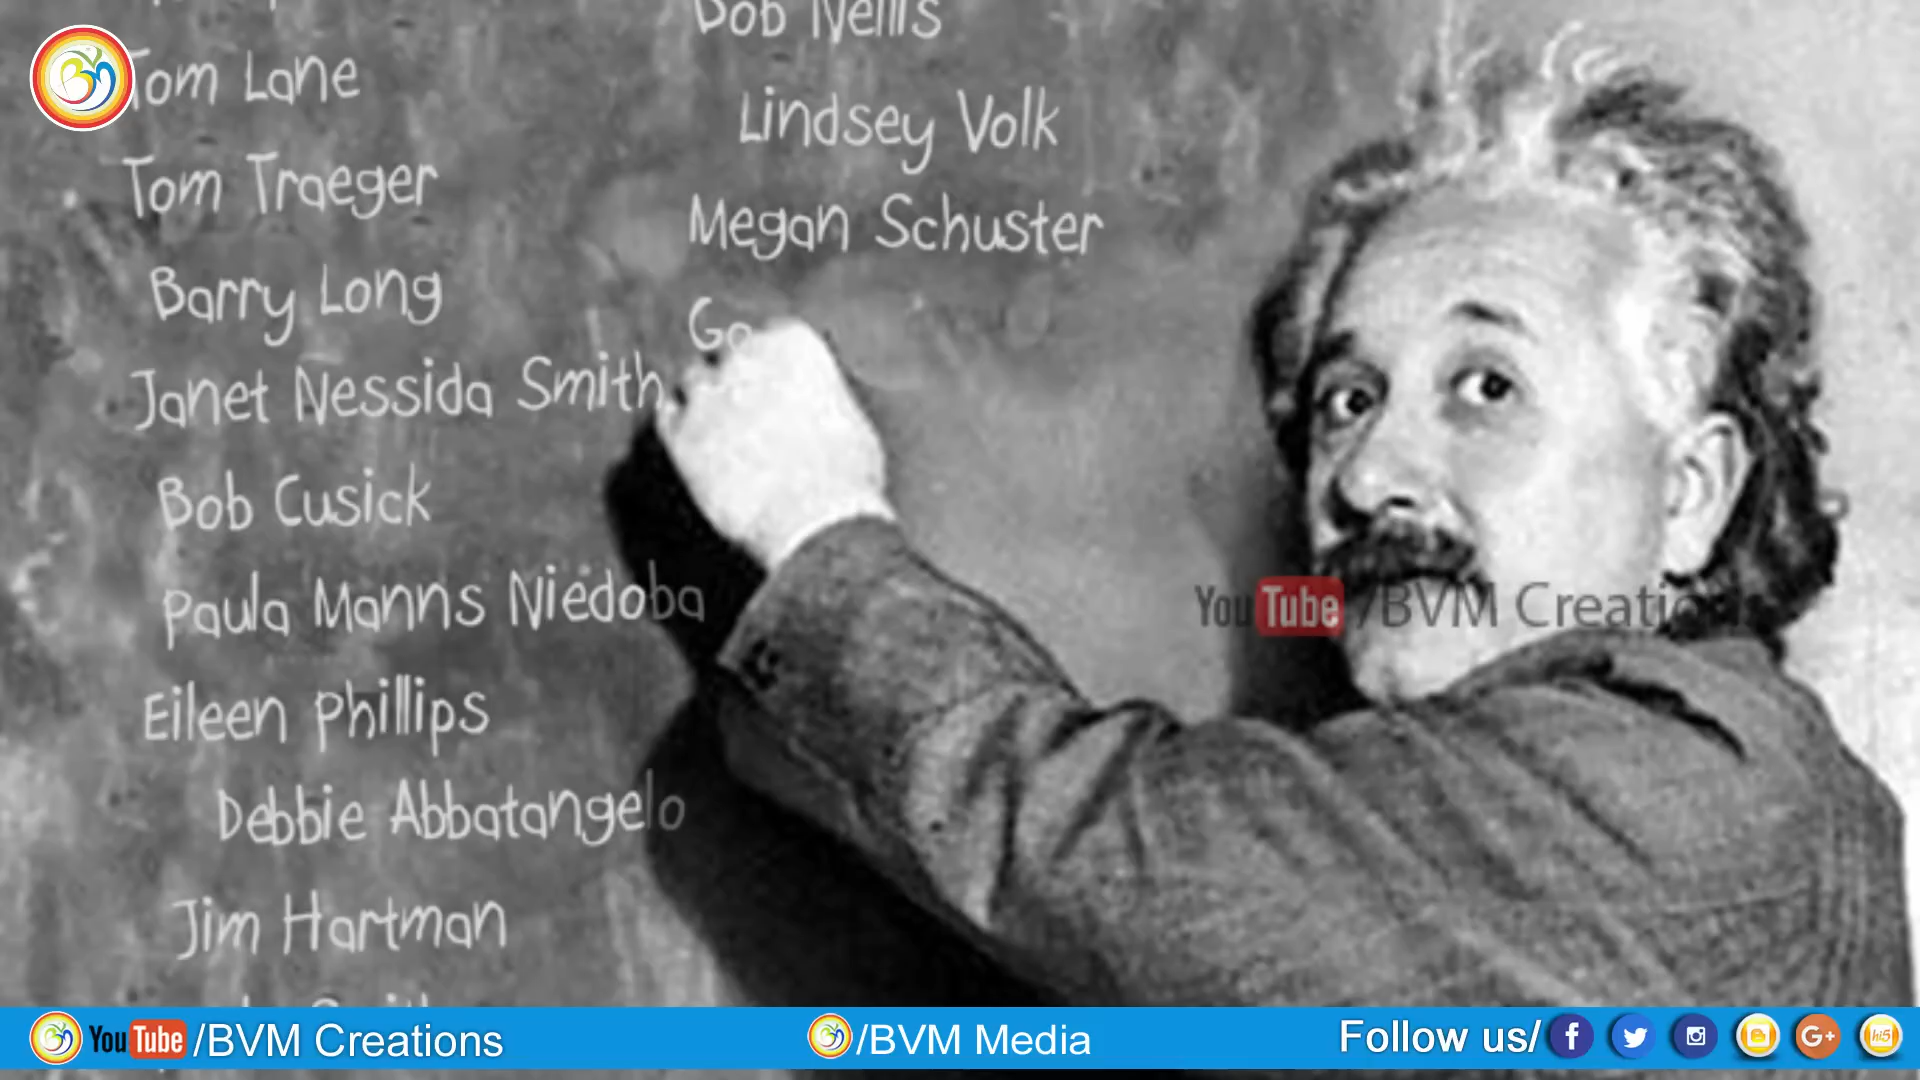 Tom Lane
Tom Traeger
Barry Long
Janet Nessida Smith
Bob Cusick
Paula Manns Niedoba
Eileen Phillips
Debbie Abbatangelo
Jim Hartman
Bob Nellis
Lindsey Volk
Megan Schuster
Go
YouTube/BVM Creations
YouTube/BVM Creations
/BVM Media
Follow us/